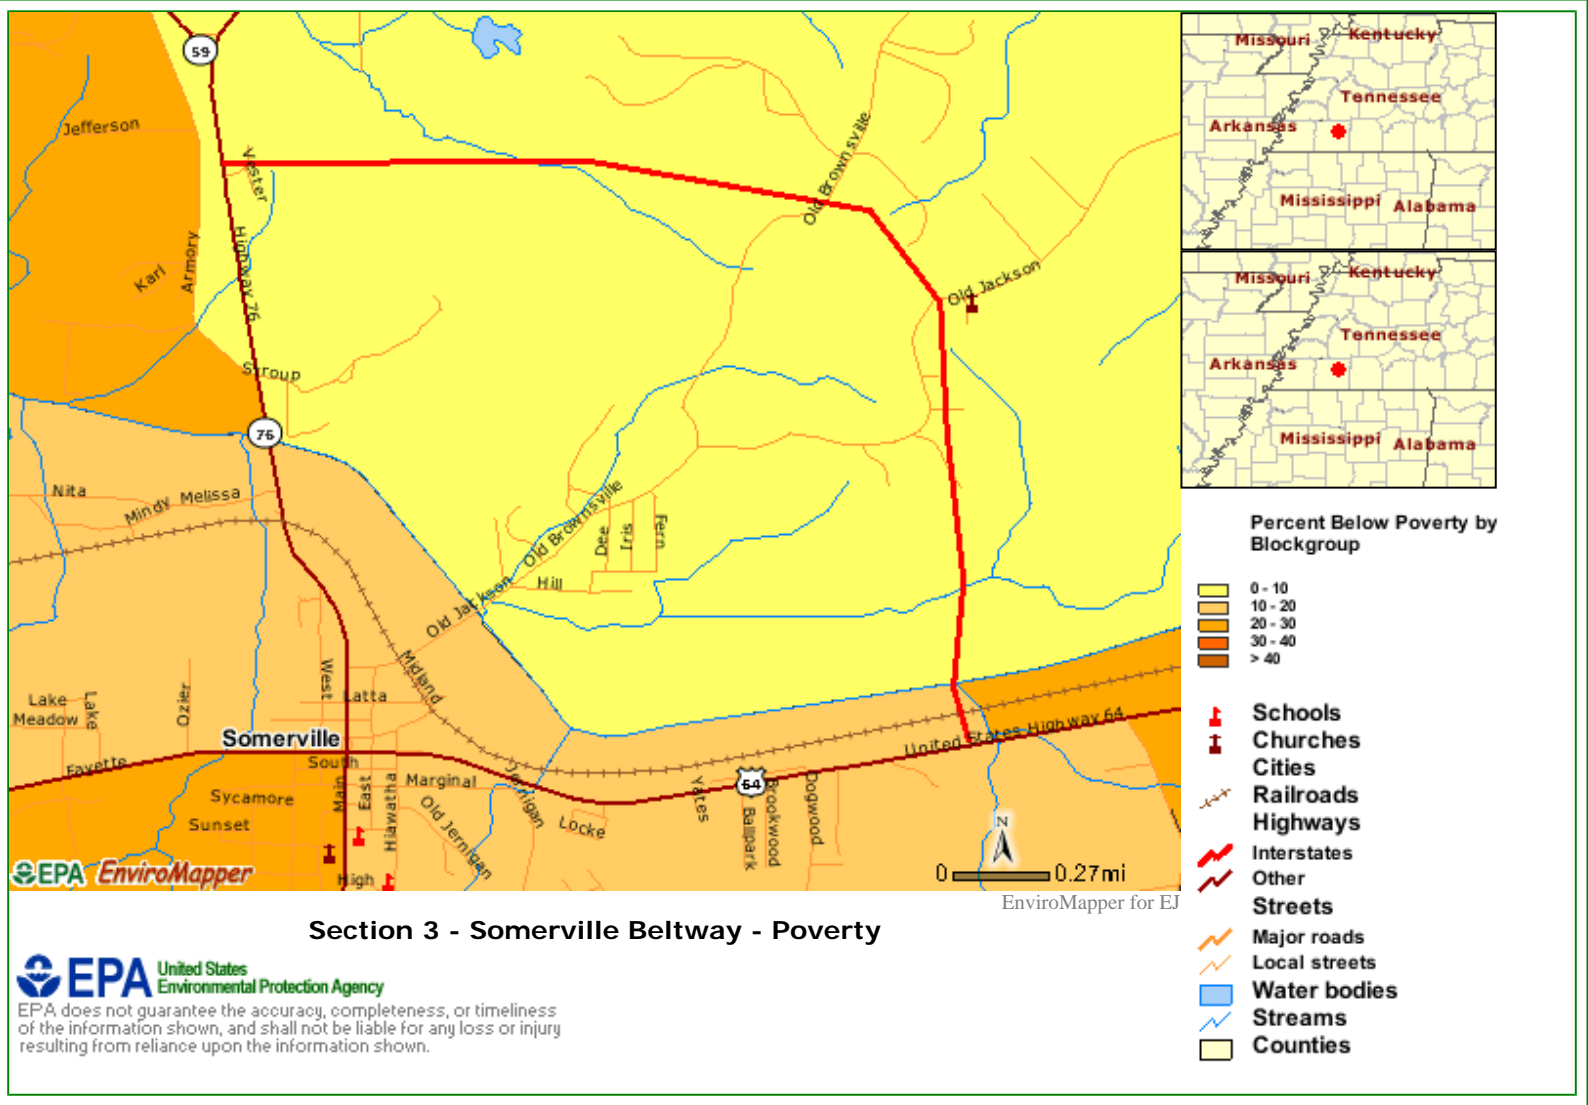 59
Jefferson
Vester
Old Brownsville
Armory
Karl
Highway 76
Old Jackson
Stroup
76
Nita
Mindy
Melissa
Old Brownsville
Dee
Iris
Fern
Hill
Old Jackson
Midland
West
Latta
Lake
Meadow
Lake
Ozier
Somerville
South
Fayette
Main
East
Hiawatha
Marginal
Old Jernigan
Jernigan
Locke
Sycamore
Sunset
High
United States Highway 64
64
Yates
Ballpark
Brookwood
Dogwood
N
0 0.27mi
EPA EnviroMapper
EnviroMapper for EJ
Section 3 - Somerville Beltway - Poverty
EPA United States
Environmental Protection Agency
EPA does not guarantee the accuracy, completeness, or timeliness
of the information shown, and shall not be liable for any loss or injury
resulting from reliance upon the information shown.
Missouri
Kentucky
Tennessee
Arkansas
Mississippi
Alabama
Missouri
Kentucky
Tennessee
Arkansas
Mississippi
Alabama
Percent Below Poverty by
Blockgroup
0 - 10
10 - 20
20 - 30
30 - 40
> 40
Schools
Churches
Cities
Railroads
Highways
Interstates
Other
Streets
Major roads
Local streets
Water bodies
Streams
Counties